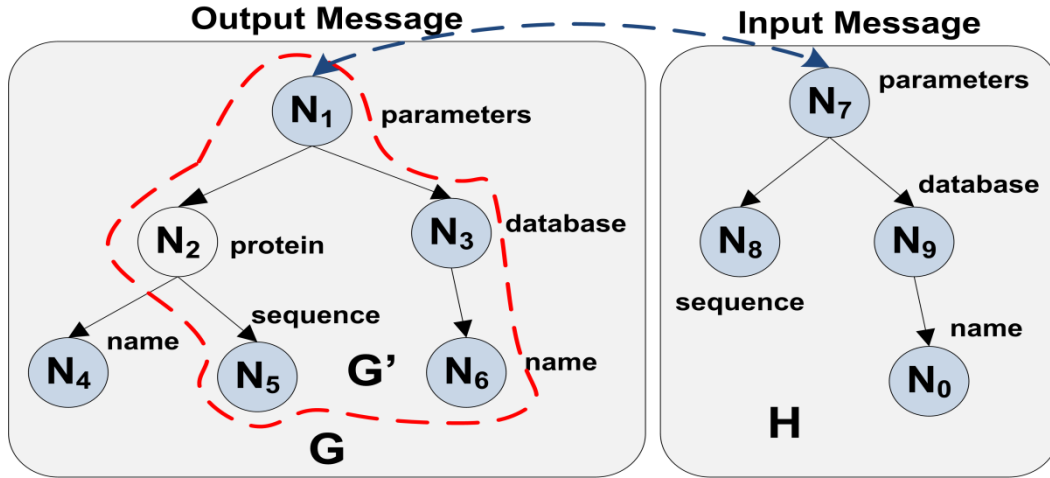 Output Message
Input Message
N1
parameters
N2
protein
N3
database
N4
name
N5
sequence
N6
name
G’
G
N7
parameters
N8
sequence
N9
database
N0
name
H